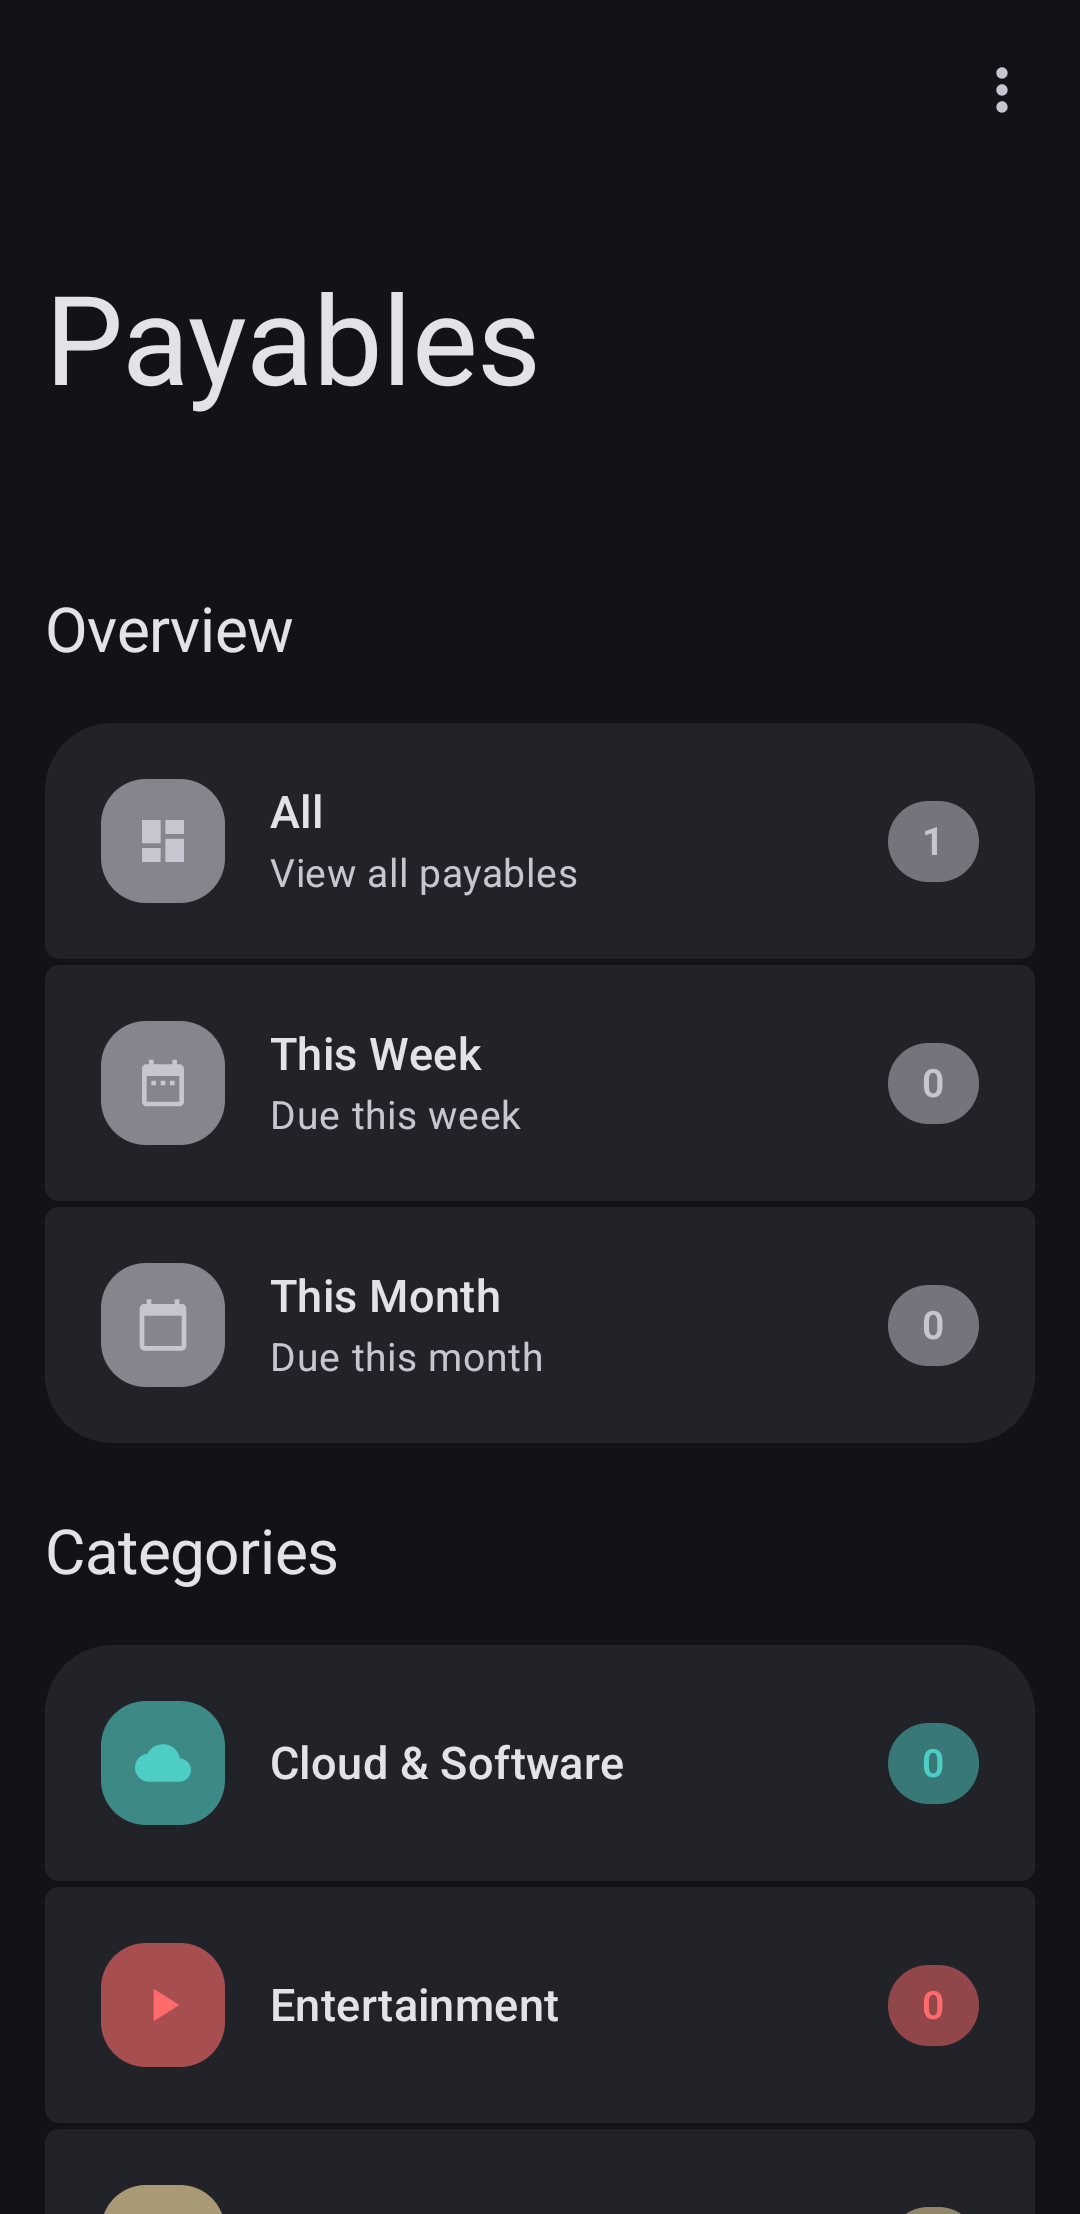 Payables
Overview
All
View all payables
1
This Week
Due this week
0
This Month
Due this month
0
Categories
Cloud & Software
0
Entertainment
0